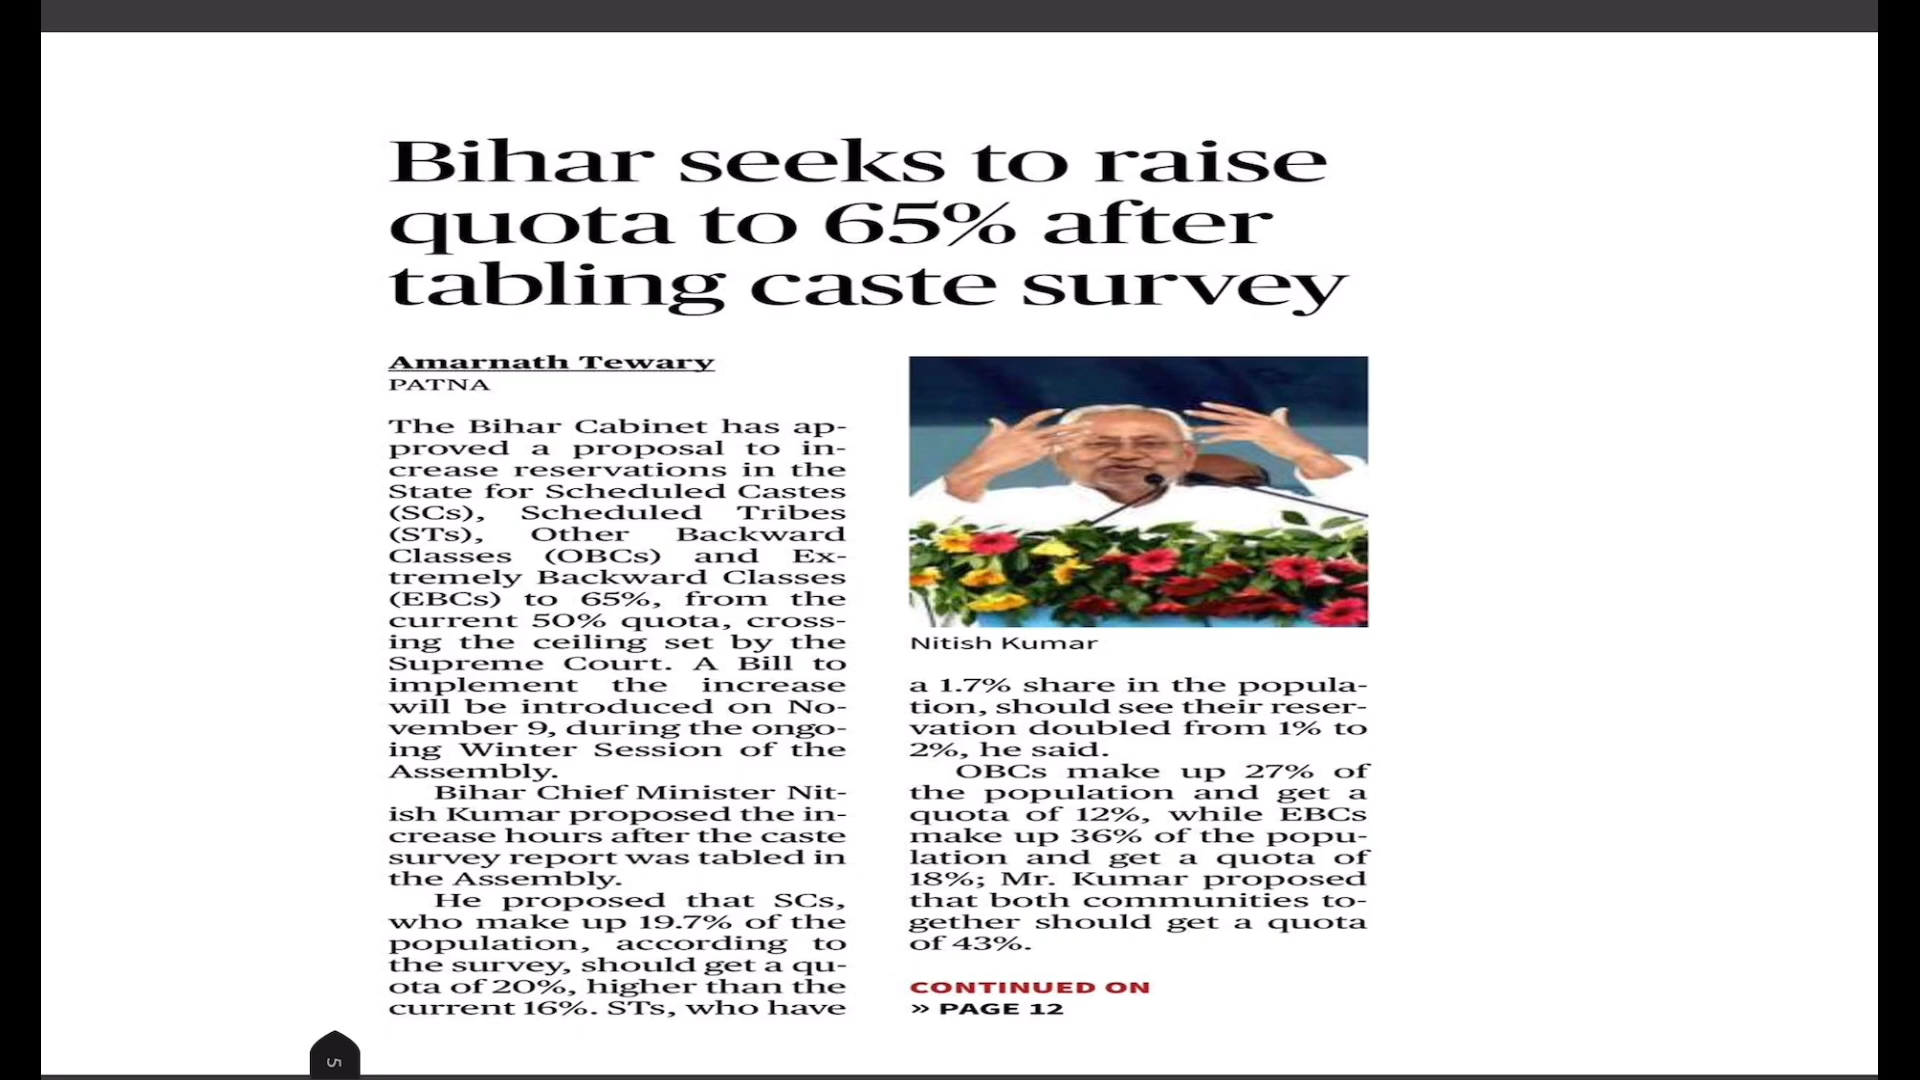 Bihar seeks to raise
quota to 65% after
tabling caste survey
Amarnath Tewary
PATNA
The Bihar Cabinet has ap-
proved a proposal to in-
crease reservations in the
State for Scheduled Castes
(SCs), Scheduled Tribes
(STs), Other Backward
Classes (OBCs) and Ex-
tremely Backward Classes
(EBCs) to 65%, from the
current 50% quota, cross-
ing the ceiling set by the
Supreme Court. A Bill to
implement the increase
will be introduced on No-
vember 9, during the ongo-
ing Winter Session of the
Assembly.
Bihar Chief Minister Nit-
ish Kumar proposed the in-
crease hours after the caste
survey report was tabled in
the Assembly.
He proposed that SCs,
who make up 19.7% of the
population, according to
the survey, should get a qu-
ota of 20%, higher than the
current 16%. STs, who have
Nitish Kumar
a 1.7% share in the popula-
tion, should see their reser-
vation doubled from 1% to
2%, he said.
OBCs make up 27% of
the population and get a
quota of 12%, while EBCs
make up 36% of the popu-
lation and get a quota of
18%; Mr. Kumar proposed
that both communities to-
gether should get a quota
of 43%.
CONTINUED ON
» PAGE 12
5